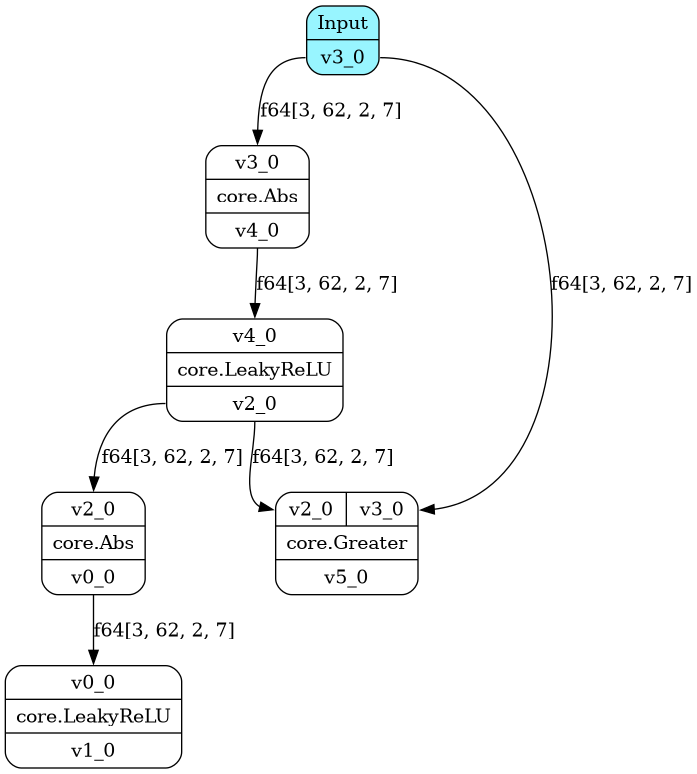 Input
v3_0
f64[3, 62, 2, 7]
v3_0
core.Abs
v4_0
f64[3, 62, 2, 7]
f64[3, 62, 2, 7]
v4_0
core.LeakyReLU
v2_0
f64[3, 62, 2, 7]
f64[3, 62, 2, 7]
v2_0
core.Abs
v0_0
v2_0 v3_0
core.Greater
v5_0
f64[3, 62, 2, 7]
v0_0
core.LeakyReLU
v1_0